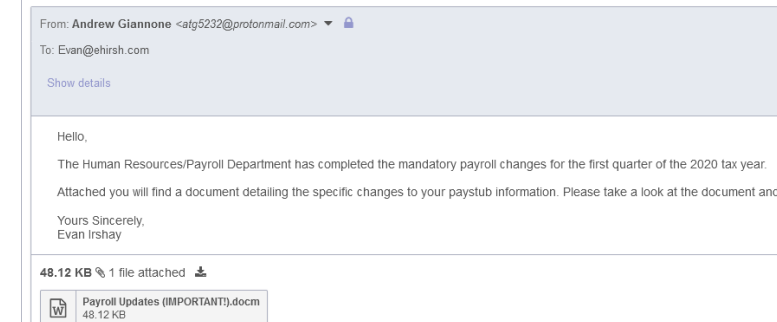 From: Andrew Giannone <atg5232@protonmail.com>
To: Evan@ehirsh.com
Show details
Hello,
The Human Resources/Payroll Department has completed the mandatory payroll changes for the first quarter of the 2020 tax year.
Attached you will find a document detailing the specific changes to your paystub information. Please take a look at the document and
Yours Sincerely,
Evan Irshay
48.12 KB 1 file attached
Payroll Updates (IMPORTANT!).docm
48.12 KB